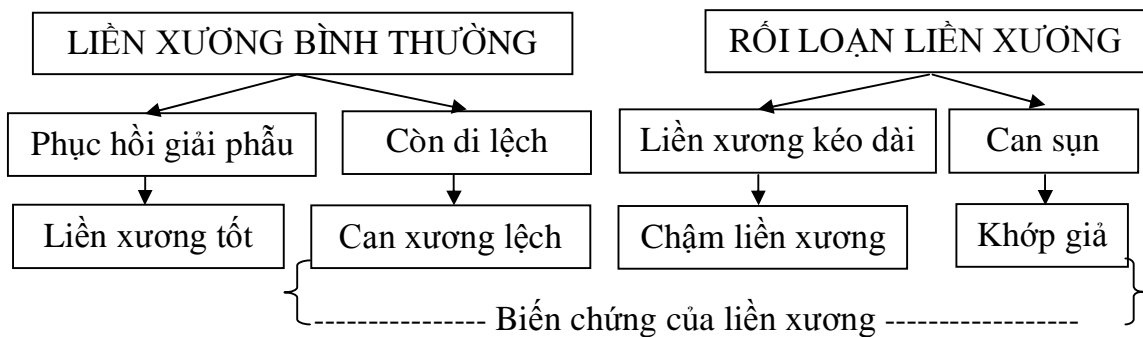 LIỀN XƯƠNG BÌNH THƯỜNG
RỐI LOẠN LIỀN XƯƠNG
Phục hồi giải phẫu
Còn di lệch
Liền xương kéo dài
Can sụn
Liền xương tốt
Can xương lệch
Chậm liền xương
Khớp giả
Biến chứng của liền xương